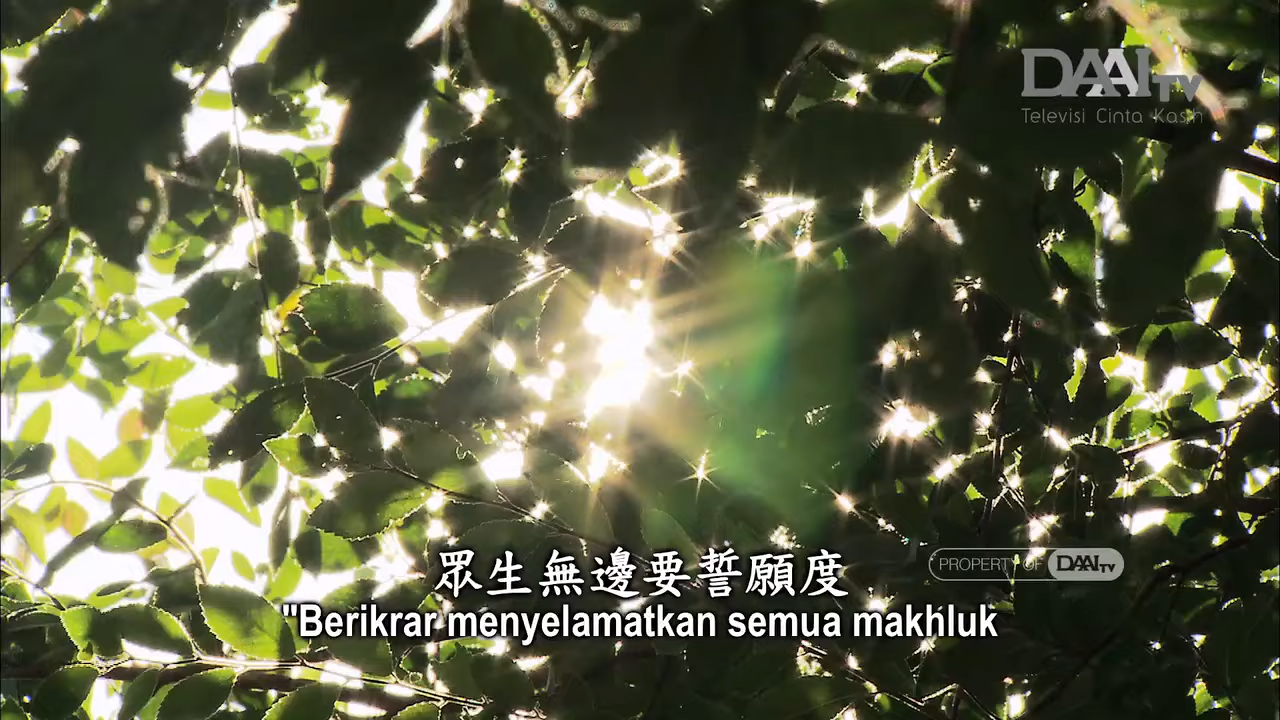 DAAI TV
Televisi Cinta Kasih
眾生無邊要誓願度
PROPERTY OF DAAI TV
"Berikrar menyelamatkan semua makhluk